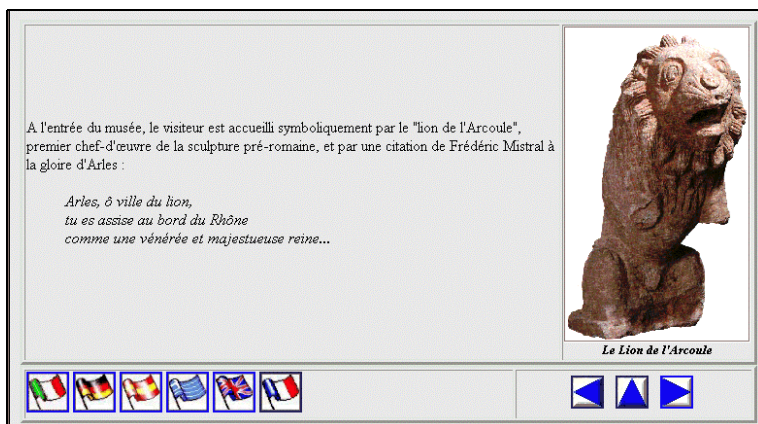 A l'entrée du musée, le visiteur est accueilli symboliquement par le "lion de l'Arcoule",
premier chef-d'œuvre de la sculpture pré-romaine, et par une citation de Frédéric Mistral à
la gloire d'Arles :
Arles, ô ville du lion,
tu es assise au bord du Rhône
comme une vénérée et majestueuse reine...
Le Lion de l'Arcoule